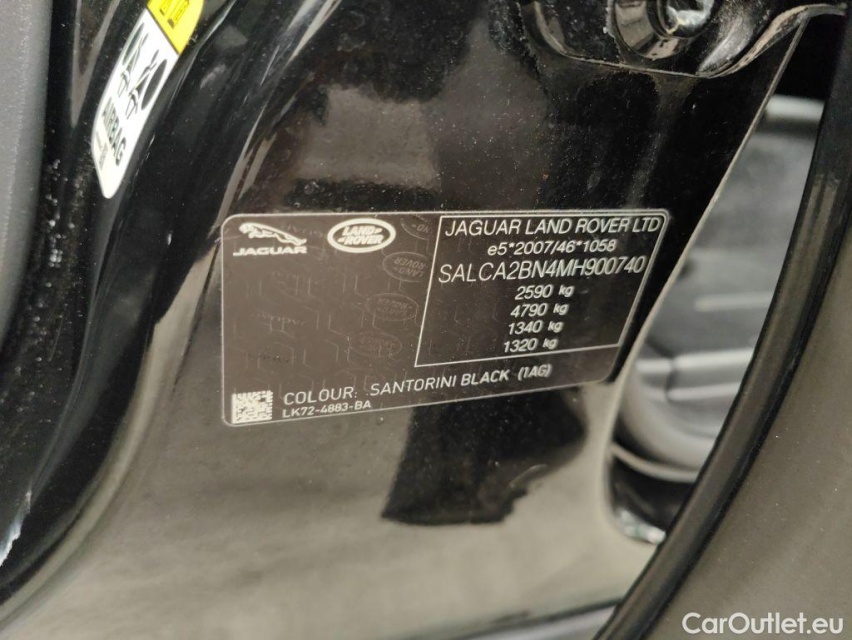 AIRBAG
JAGUAR
LAND
ROVER
JAGUAR LAND ROVER LTD
e5*2007/46*1058
SALCA2BN4MH900740
2590 kg
4790 kg
1340 kg
1320 kg
COLOUR: SANTORINI BLACK (1AG)
LK72-4883-BA
CarOutlet.eu